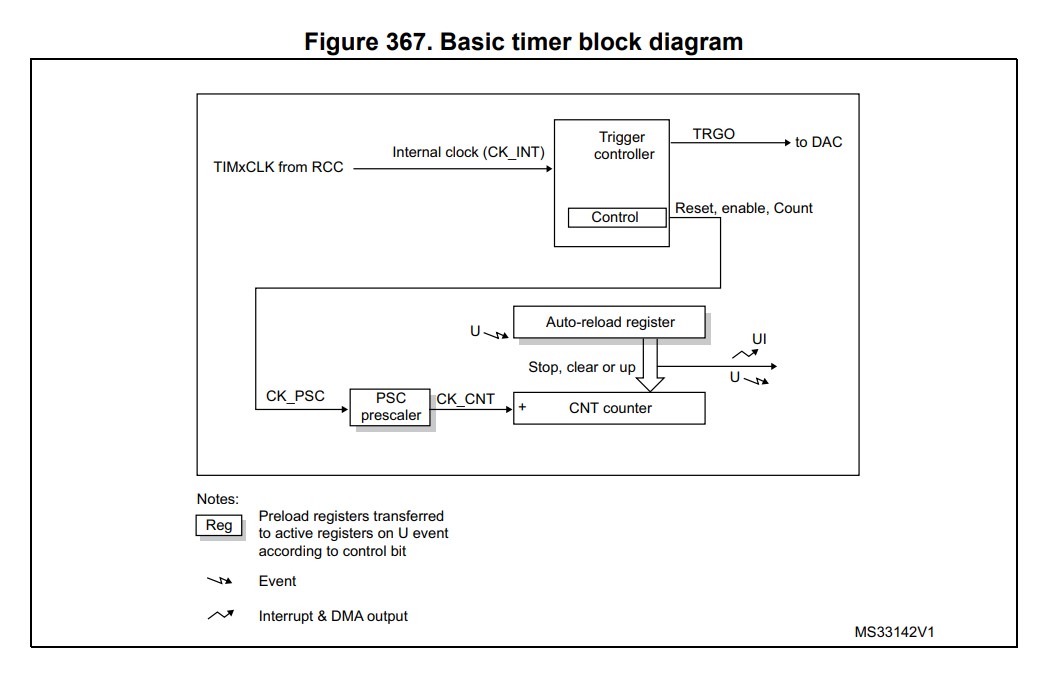 Figure 367. Basic timer block diagram
Trigger
controller
TRGO
to DAC
Internal clock (CK_INT)
TIMxCLK from RCC
Control
Reset, enable, Count
U
Auto-reload register
UI
Stop, clear or up
U
CK_PSC
PSC
prescaler
CK_CNT
+
CNT counter
Notes:
Reg
Preload registers transferred
to active registers on U event
according to control bit
Event
Interrupt & DMA output
MS33142V1